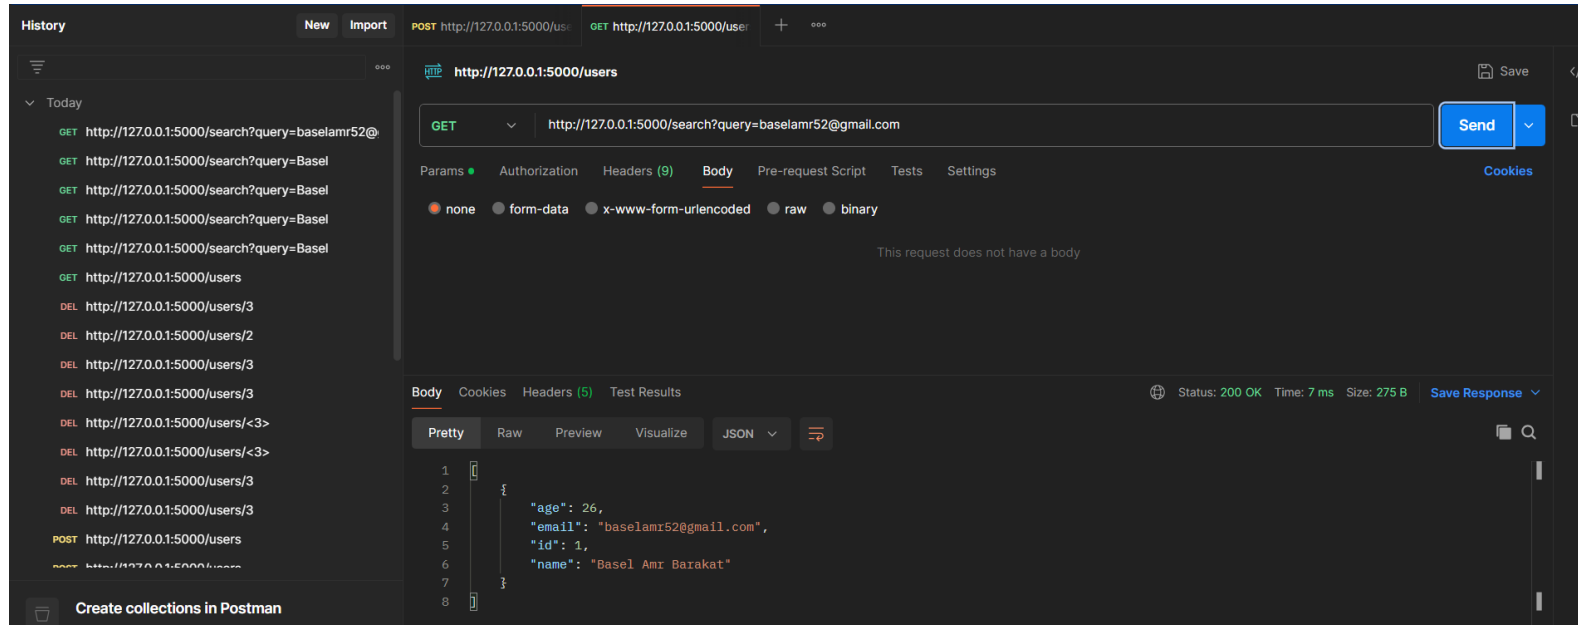 History
New
Import
Today
GET http://127.0.0.1:5000/search?query=baselamr52@
GET http://127.0.0.1:5000/search?query=Basel
GET http://127.0.0.1:5000/search?query=Basel
GET http://127.0.0.1:5000/search?query=Basel
GET http://127.0.0.1:5000/search?query=Basel
GET http://127.0.0.1:5000/users
DEL http://127.0.0.1:5000/users/3
DEL http://127.0.0.1:5000/users/2
DEL http://127.0.0.1:5000/users/3
DEL http://127.0.0.1:5000/users/3
DEL http://127.0.0.1:5000/users/<3>
DEL http://127.0.0.1:5000/users/<3>
DEL http://127.0.0.1:5000/users/3
DEL http://127.0.0.1:5000/users/3
POST http://127.0.0.1:5000/users
POST http://127.0.0.1:5000/users
Create collections in Postman
POST http://127.0.0.1:5000/use
GET http://127.0.0.1:5000/user
HTTP http://127.0.0.1:5000/users
Save
GET http://127.0.0.1:5000/search?query=baselamr52@gmail.com
Send
Params Authorization Headers (9) Body Pre-request Script Tests Settings
Cookies
none form-data x-www-form-urlencoded raw binary
This request does not have a body
Body Cookies Headers (5) Test Results
Status: 200 OK Time: 7 ms Size: 275 B Save Response
Pretty Raw Preview Visualize JSON
1 [
2 {
3 "age": 26,
4 "email": "baselamr52@gmail.com",
5 "id": 1,
6 "name": "Basel Amr Barakat"
7 }
8 ]